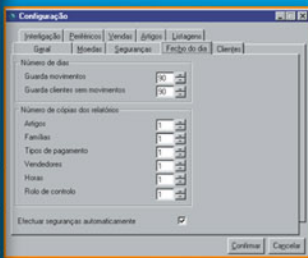 Configuração
Interligação Periféricos Vendas Artigos Listagens
Geral Moedas Seguranças Fecho do dia Clientes
Número de dias
Guarda movimentos 90
Guarda clientes sem movimentos 90
Número de cópias dos relatórios
Artigos 1
Famílias 1
Tipos de pagamento 1
Vendedores 1
Horas 1
Rolo de controlo 1
Efectuar seguranças automaticamente
Confirmar Cancelar